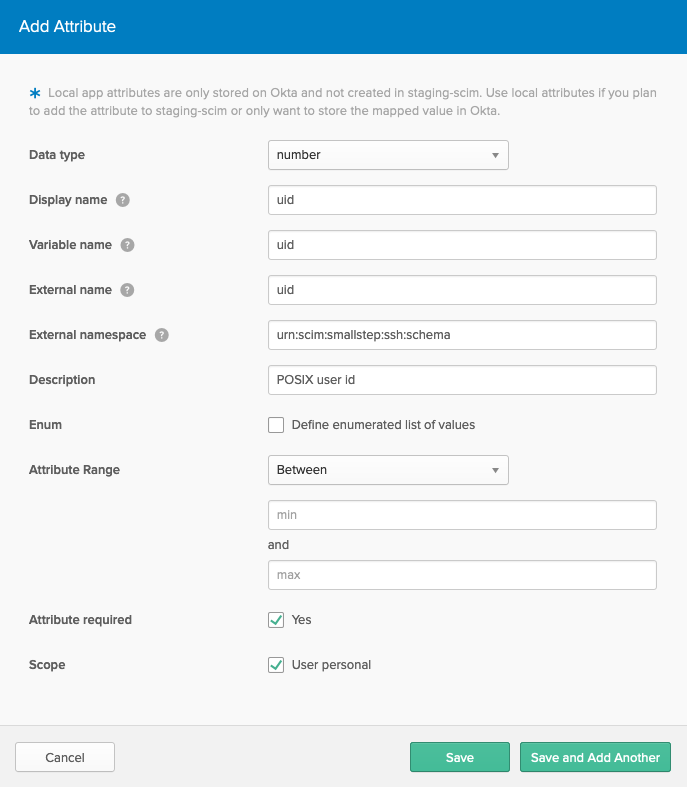 Add Attribute
* Local app attributes are only stored on Okta and not created in staging-scim. Use local attributes if you plan
to add the attribute to staging-scim or only want to store the mapped value in Okta.
Data type
number
Display name ?
uid
Variable name ?
uid
External name ?
uid
External namespace ?
urn:scim:smallstep:ssh:schema
Description
POSIX user id
Enum
Define enumerated list of values
Attribute Range
Between
min
and
max
Attribute required
Yes
Scope
User personal
Cancel
Save
Save and Add Another